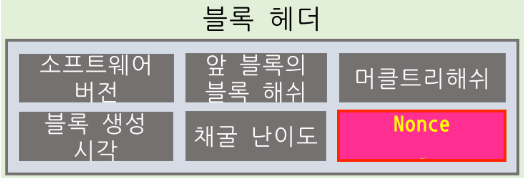 블록 헤더
소프트웨어
버전
앞 블록의
블록 해쉬
머클트리해쉬
블록 생성
시각
채굴 난이도
Nonce